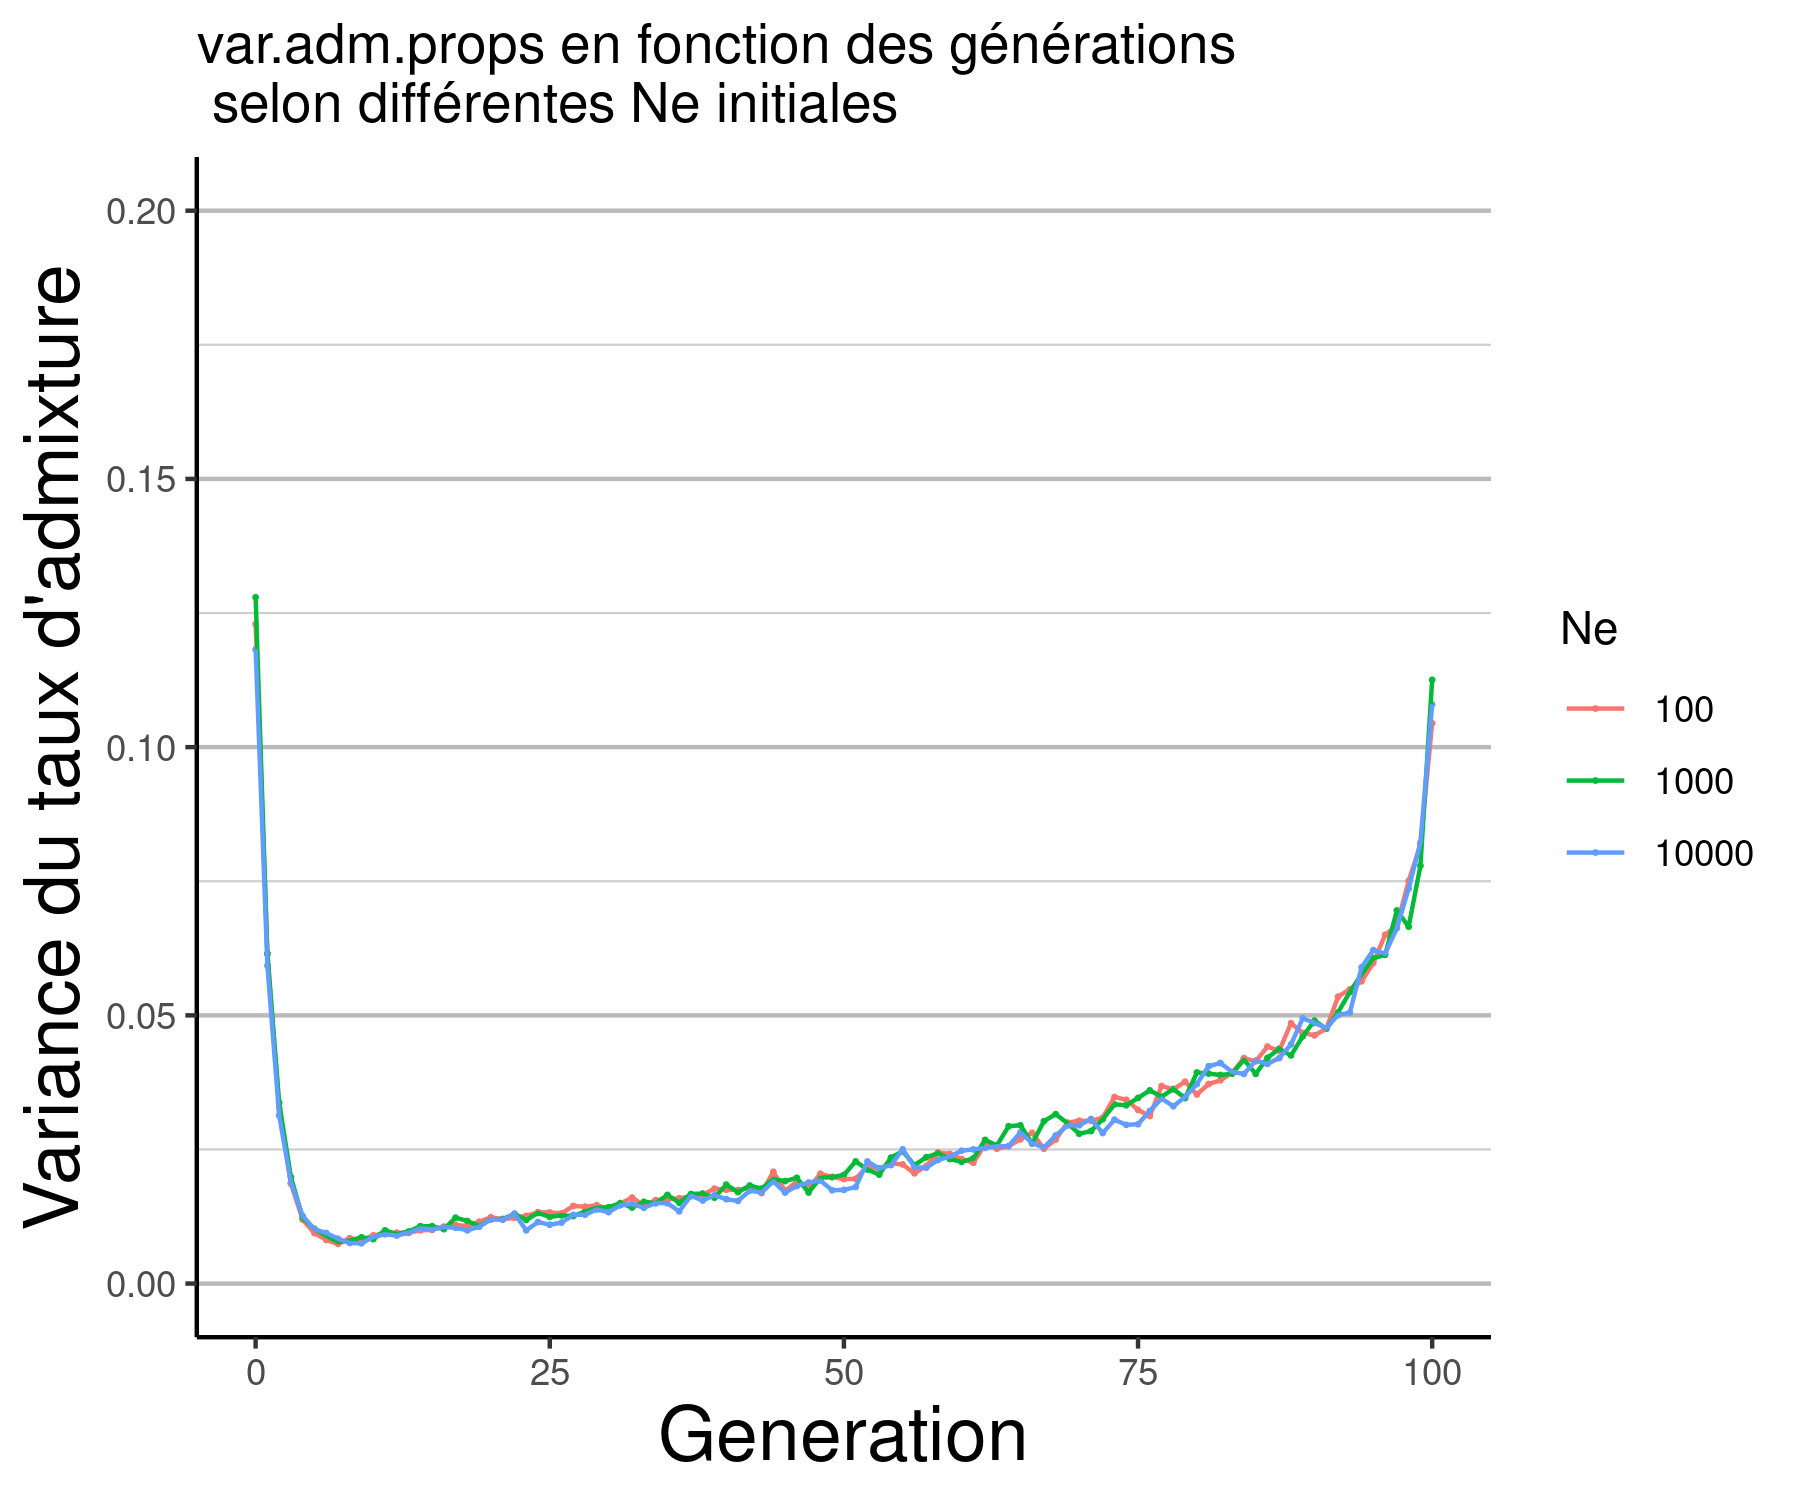 var.adm.props en fonction des générations
selon différentes Ne initiales
Variance du taux d'admixture
0.20
0.15
0.10
0.05
0.00
0 25 50 75 100
Generation
Ne
100
1000
10000